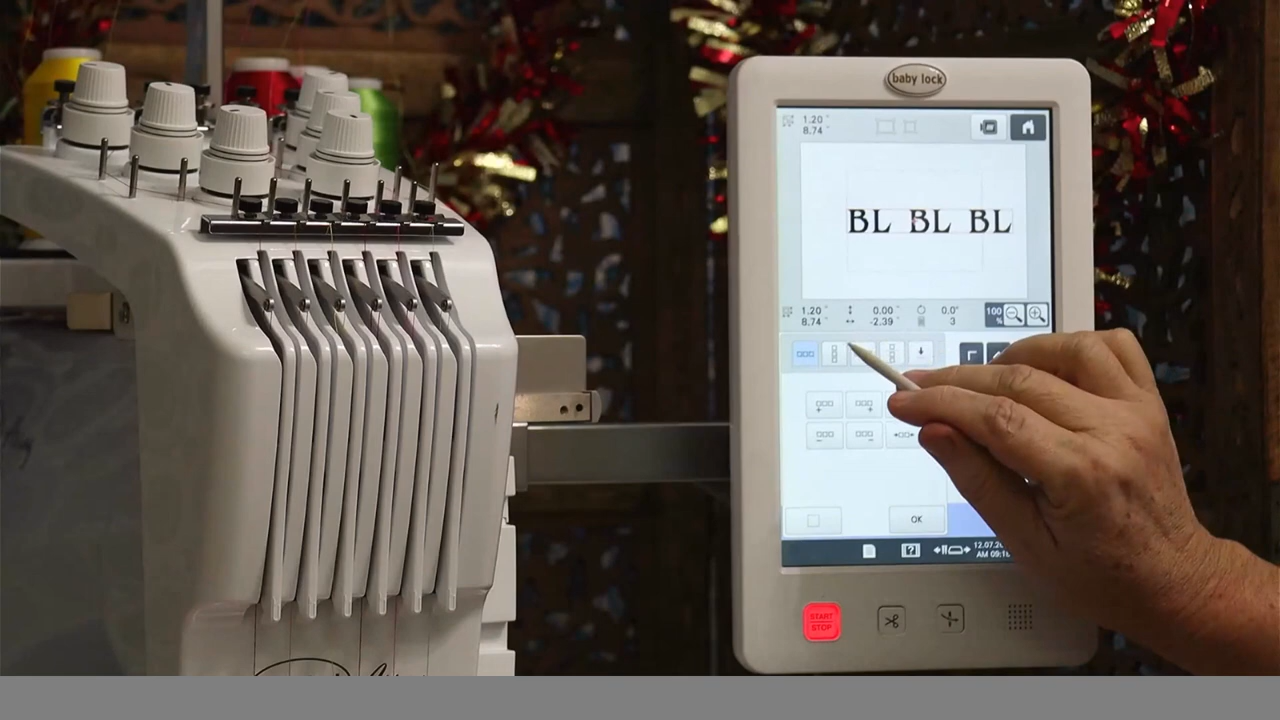 baby lock
1.20 "
8.74 "
BL BL BL
1.20 " 0.00 " 0.0° 100
8.74 " -2.39 " 3 %
OK
12.07.20
AM 09:18
START
STOP